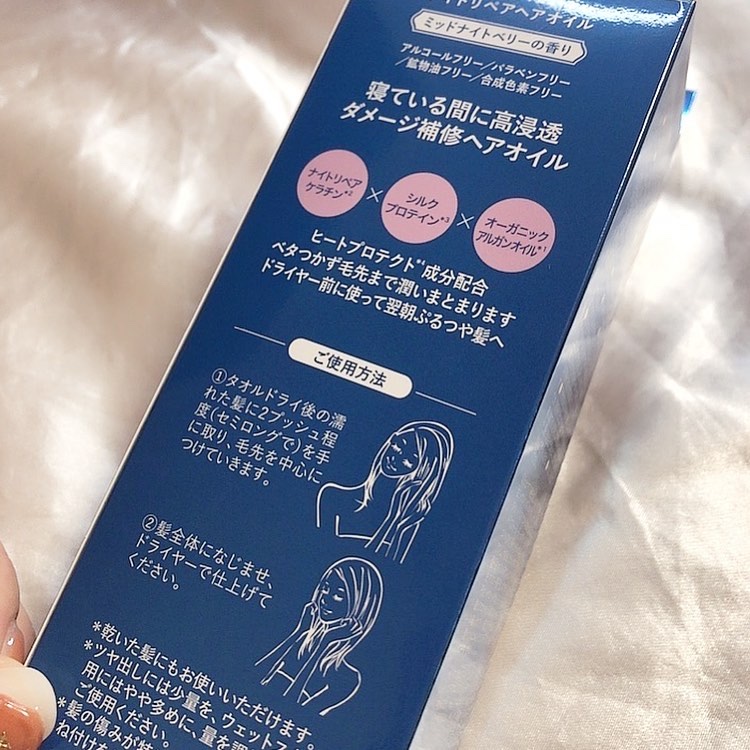 イトリペアヘアオイル
ミッドナイトベリーの香り
アルコールフリー/パラベンフリー
/鉱物油フリー/合成色素フリー
寝ている間に高浸透
ダメージ補修ヘアオイル
ナイトリペア
ケラチン*2
×
シルク
プロテイン*3
×
オーガニック
アルガンオイル*1
ヒートプロテクト*4成分配合
ベタつかず毛先まで潤いまとまります
ドライヤー前に使って翌朝ぷるつや髪へ
ご使用方法
①タオルドライ後の濡
れた髪に2プッシュ程
度(セミロングで)を手
に取り、毛先を中心に
つけていきます。
②髪全体になじませ、
ドライヤーで仕上げて
ください。
*乾いた髪にもお使いいただけます。
*ツヤ出しには少量を、ウェットス
用にはやや多めに、量を調
ご使用ください。
*髪の傷みが特
ね付けを